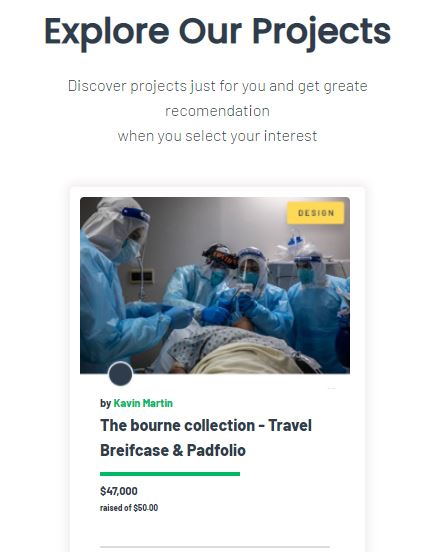 Explore Our Projects
Discover projects just for you and get greate
recomendation
when you select your interest
DESIGN
by Kavin Martin
The bourne collection - Travel
Breifcase & Padfolio
$47,000
raised of $50.00